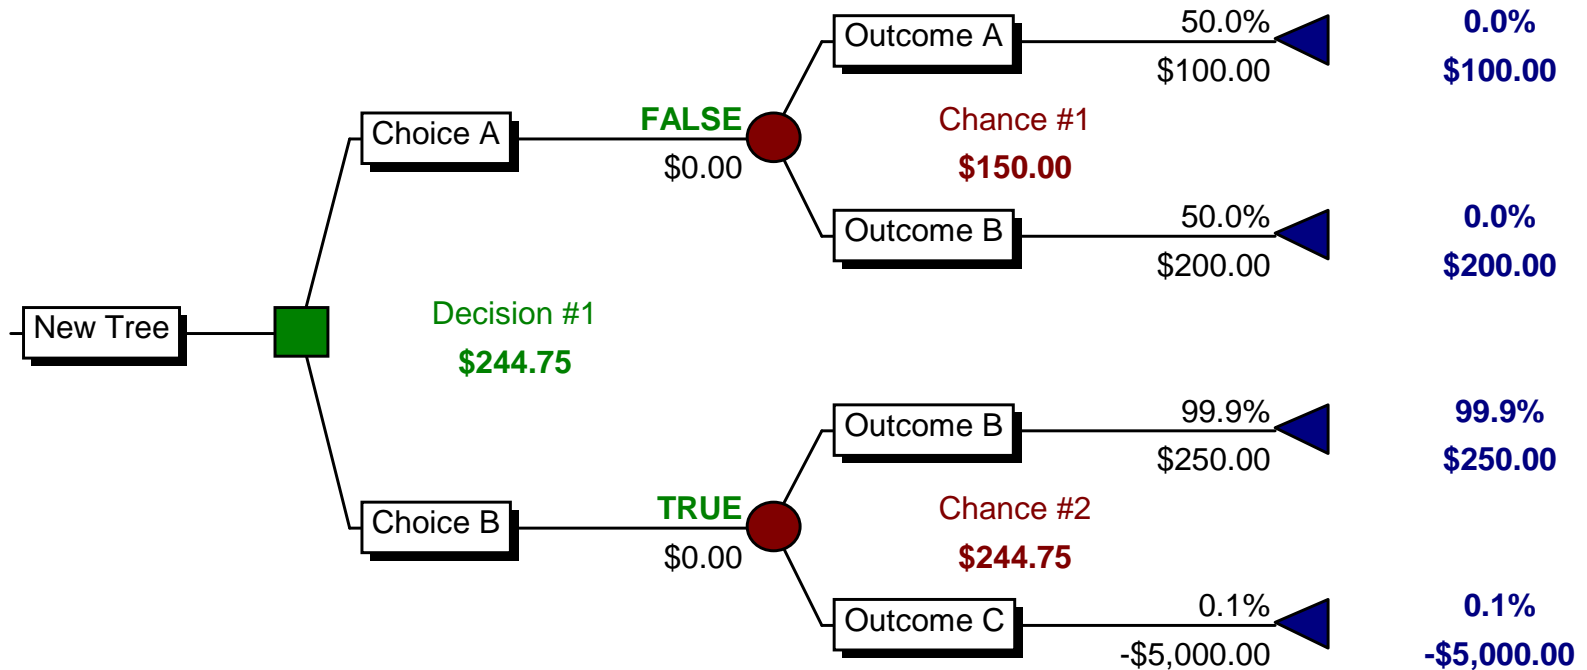 Outcome A
50.0%
$100.00
0.0%
$100.00
Choice A
FALSE
$0.00
Chance #1
$150.00
Outcome B
50.0%
$200.00
0.0%
$200.00
New Tree
Decision #1
$244.75
Outcome B
99.9%
$250.00
99.9%
$250.00
Choice B
TRUE
$0.00
Chance #2
$244.75
Outcome C
0.1%
-$5,000.00
0.1%
-$5,000.00